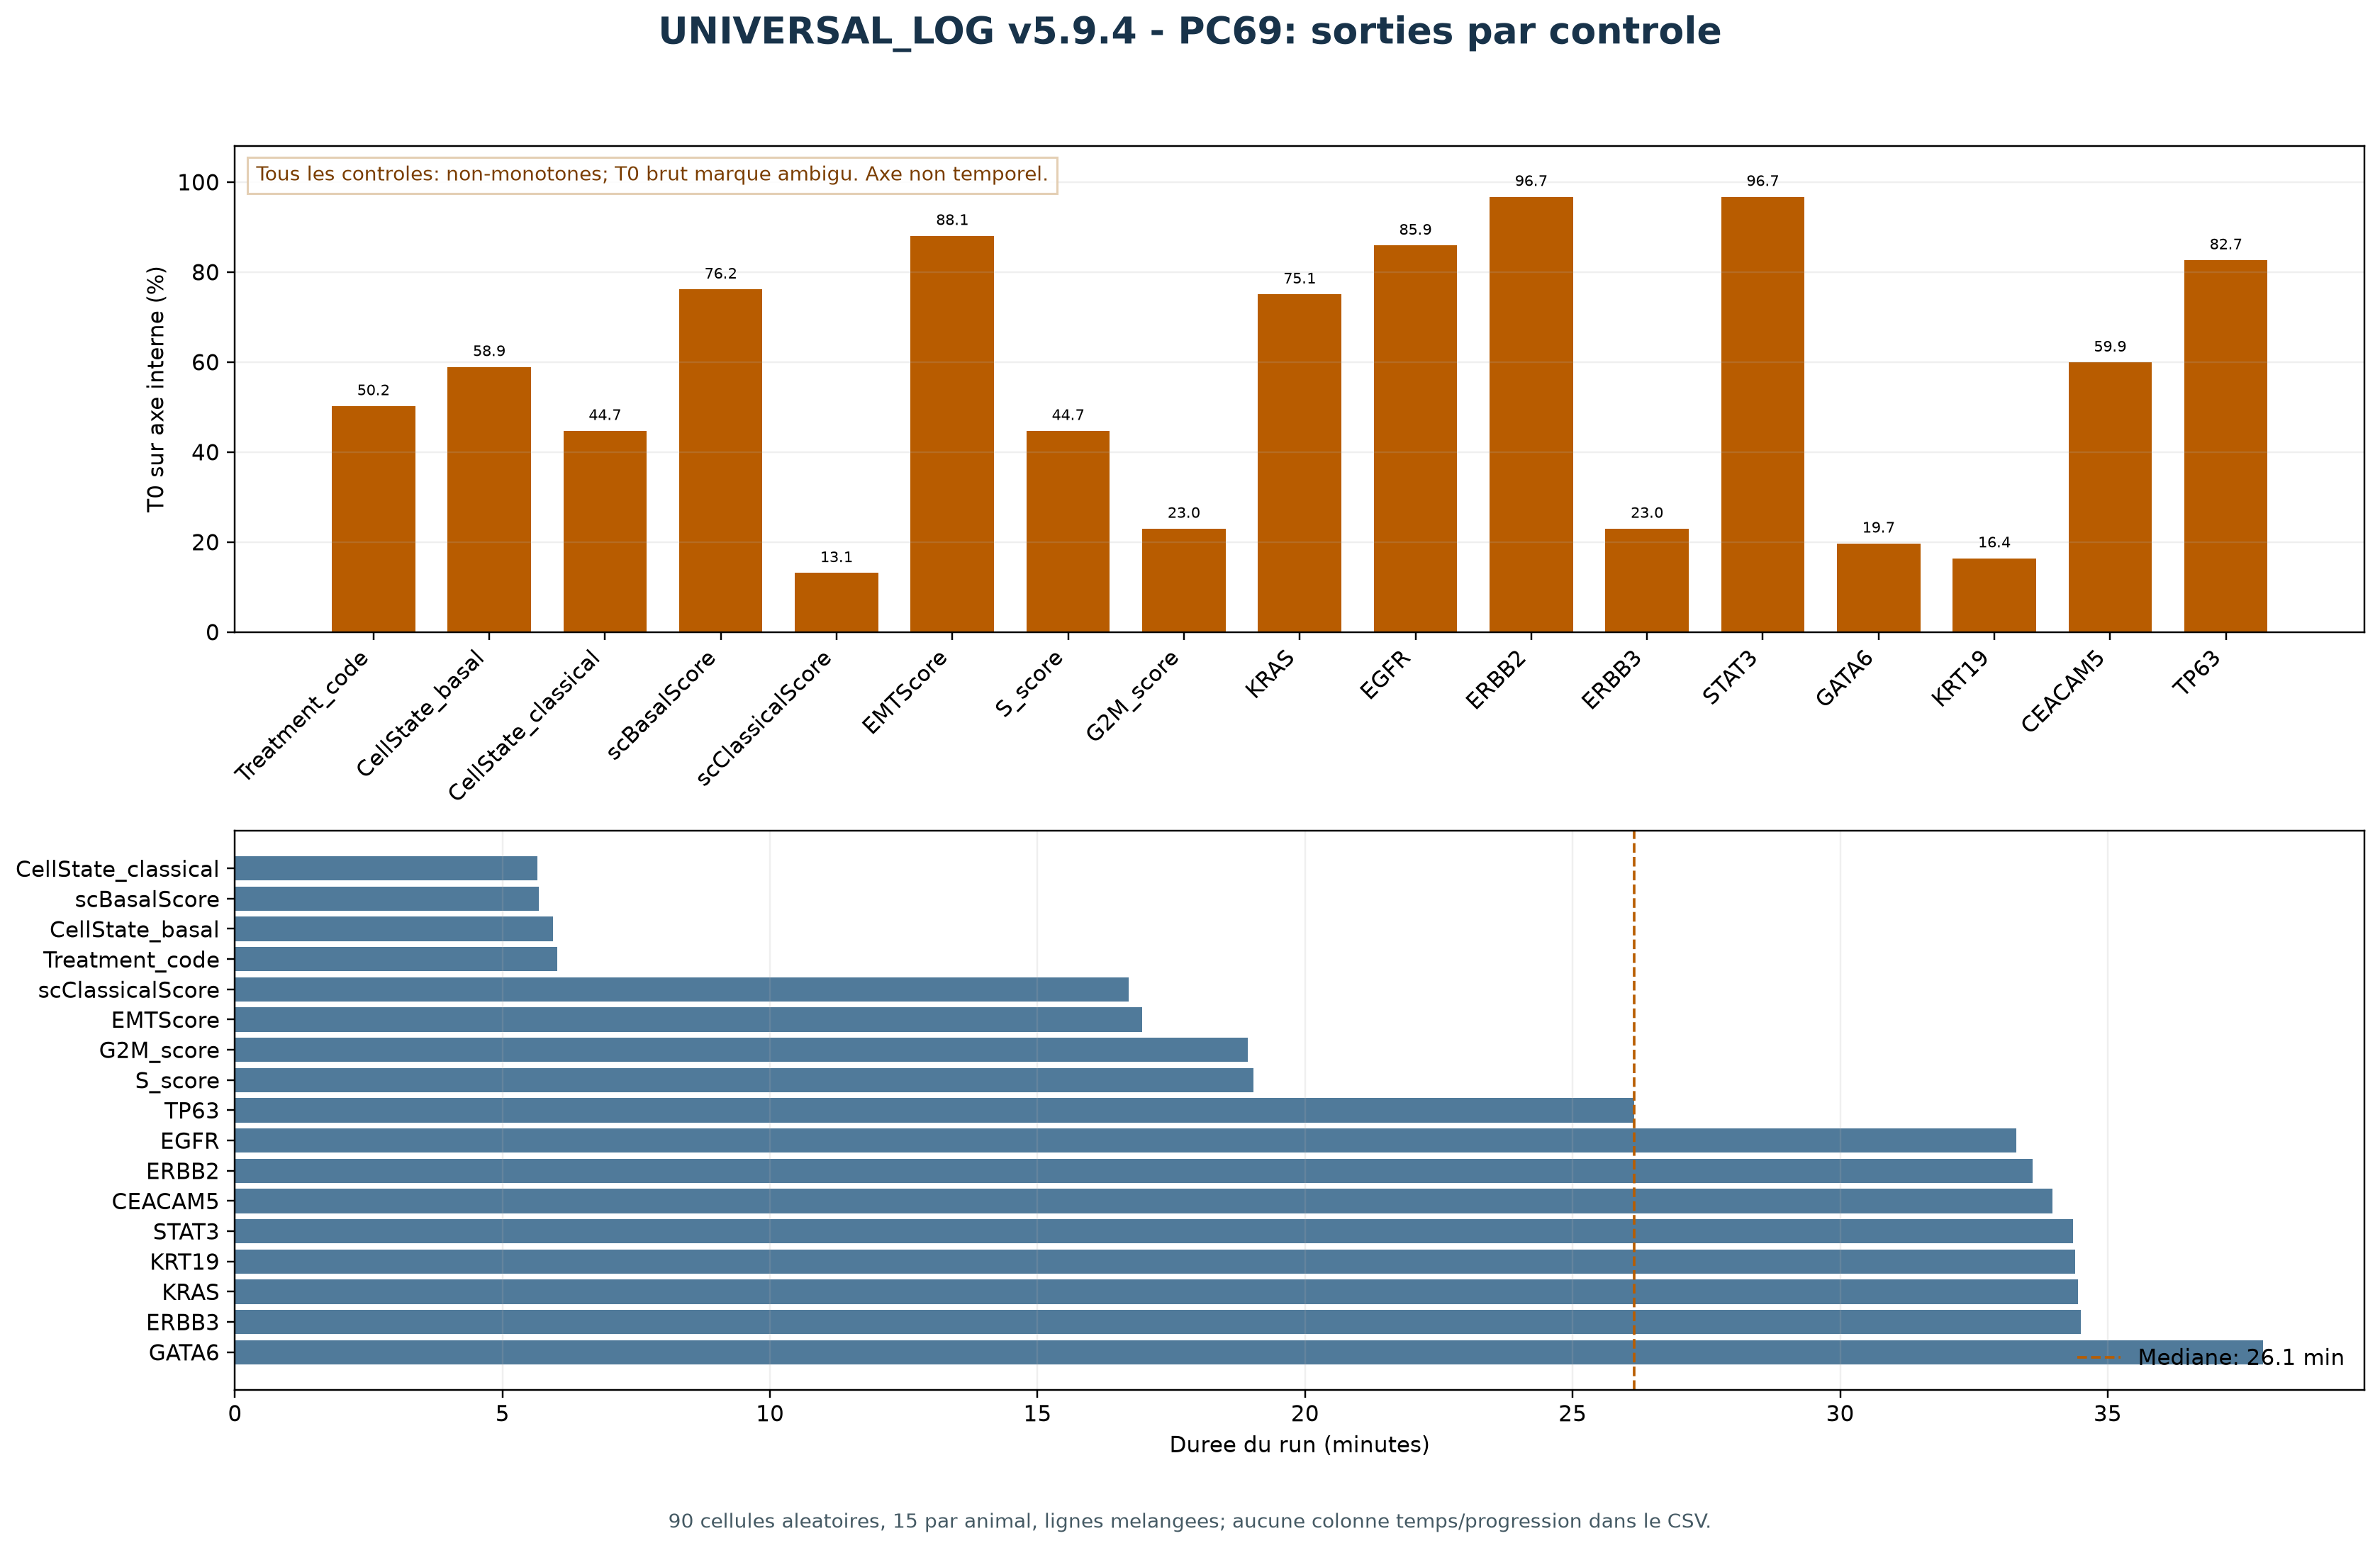 UNIVERSAL_LOG v5.9.4 - PC69: sorties par controle
Tous les controles: non-monotones; T0 brut marque ambigu. Axe non temporel.
T0 sur axe interne (%)
100
80
60
40
20
0
50.2
58.9
44.7
76.2
13.1
88.1
44.7
23.0
75.1
85.9
96.7
23.0
96.7
19.7
16.4
59.9
82.7
Treatment_code
CellState_basal
CellState_classical
scBasalScore
scClassicalScore
EMTScore
S_score
G2M_score
KRAS
EGFR
ERBB2
ERBB3
STAT3
GATA6
KRT19
CEACAM5
TP63
CellState_classical
scBasalScore
CellState_basal
Treatment_code
scClassicalScore
EMTScore
G2M_score
S_score
TP63
EGFR
ERBB2
CEACAM5
STAT3
KRT19
KRAS
ERBB3
GATA6
Mediane: 26.1 min
0
5
10
15
20
25
30
35
Duree du run (minutes)
90 cellules aleatoires, 15 par animal, lignes melangees; aucune colonne temps/progression dans le CSV.